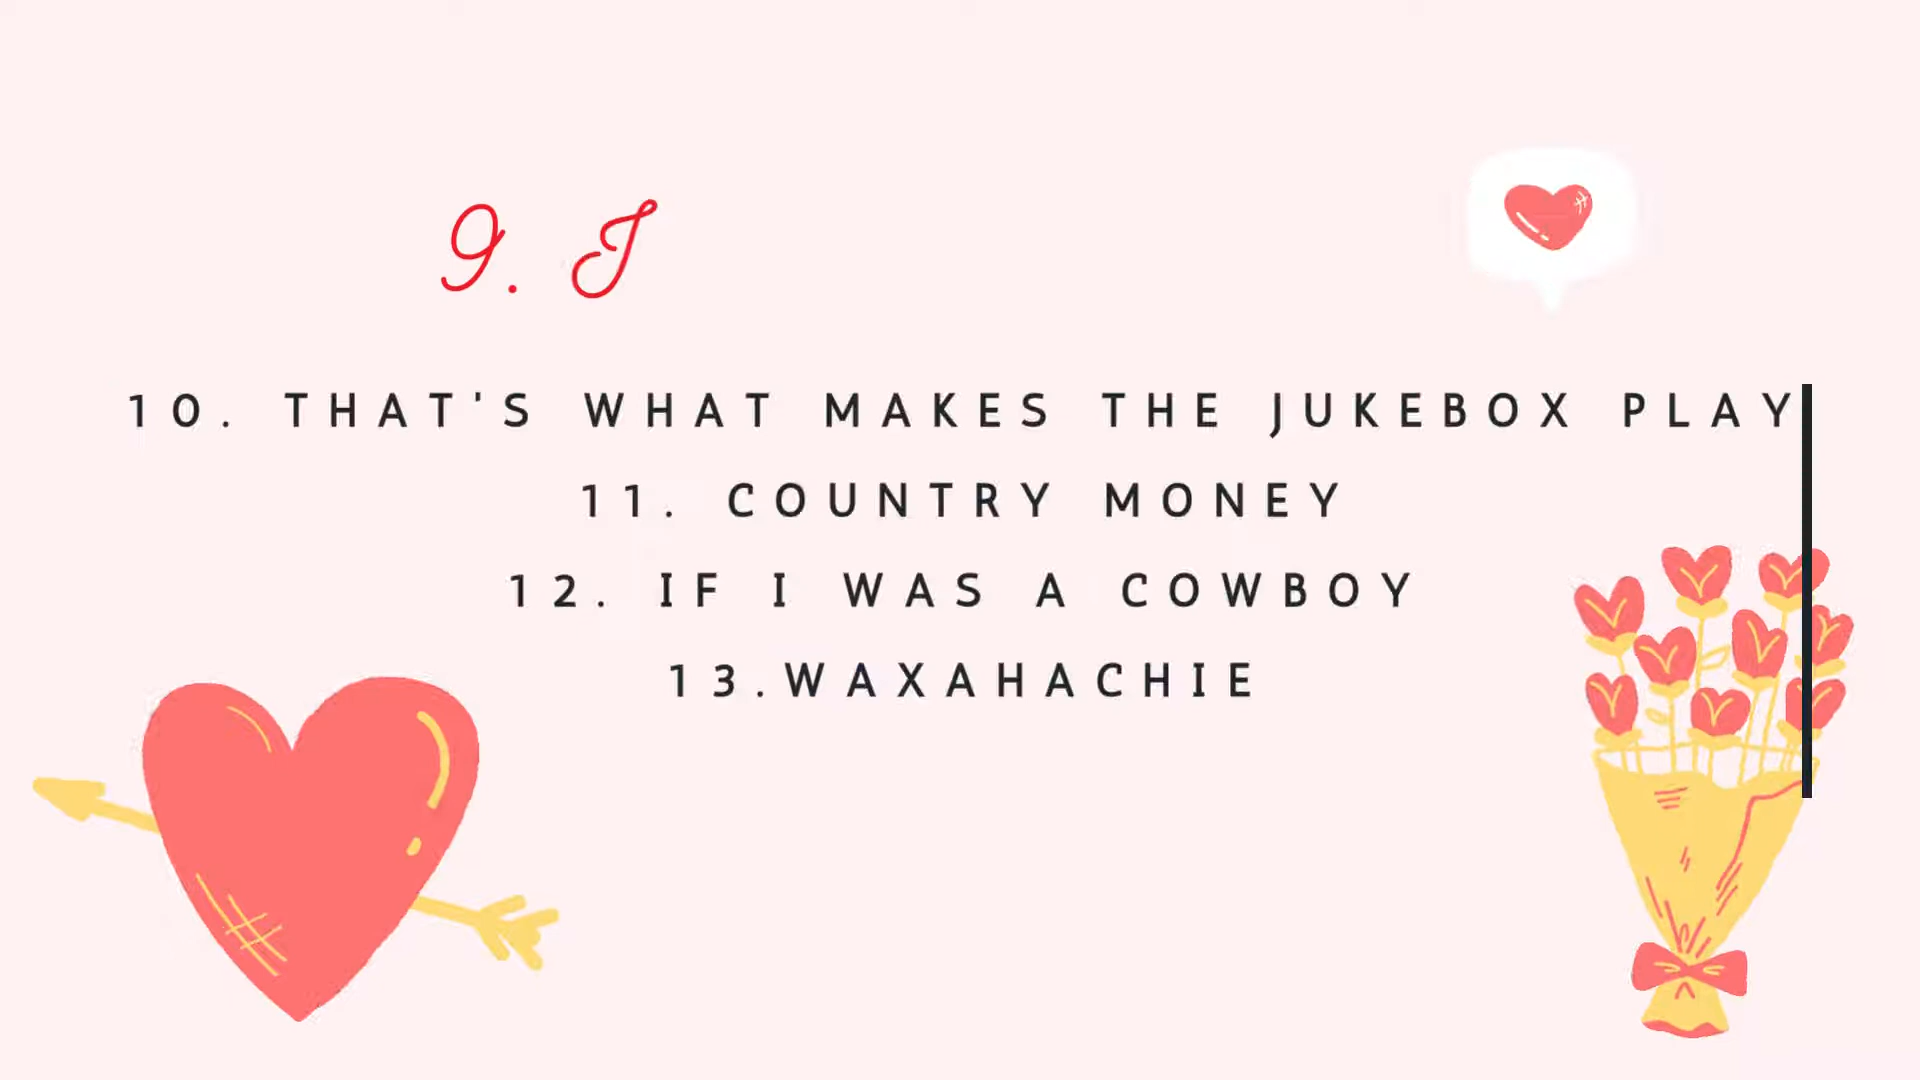 9. I
10. THAT'S WHAT MAKES THE JUKEBOX PLAY
11. COUNTRY MONEY
12. IF I WAS A COWBOY
13.WAXAHACHIE